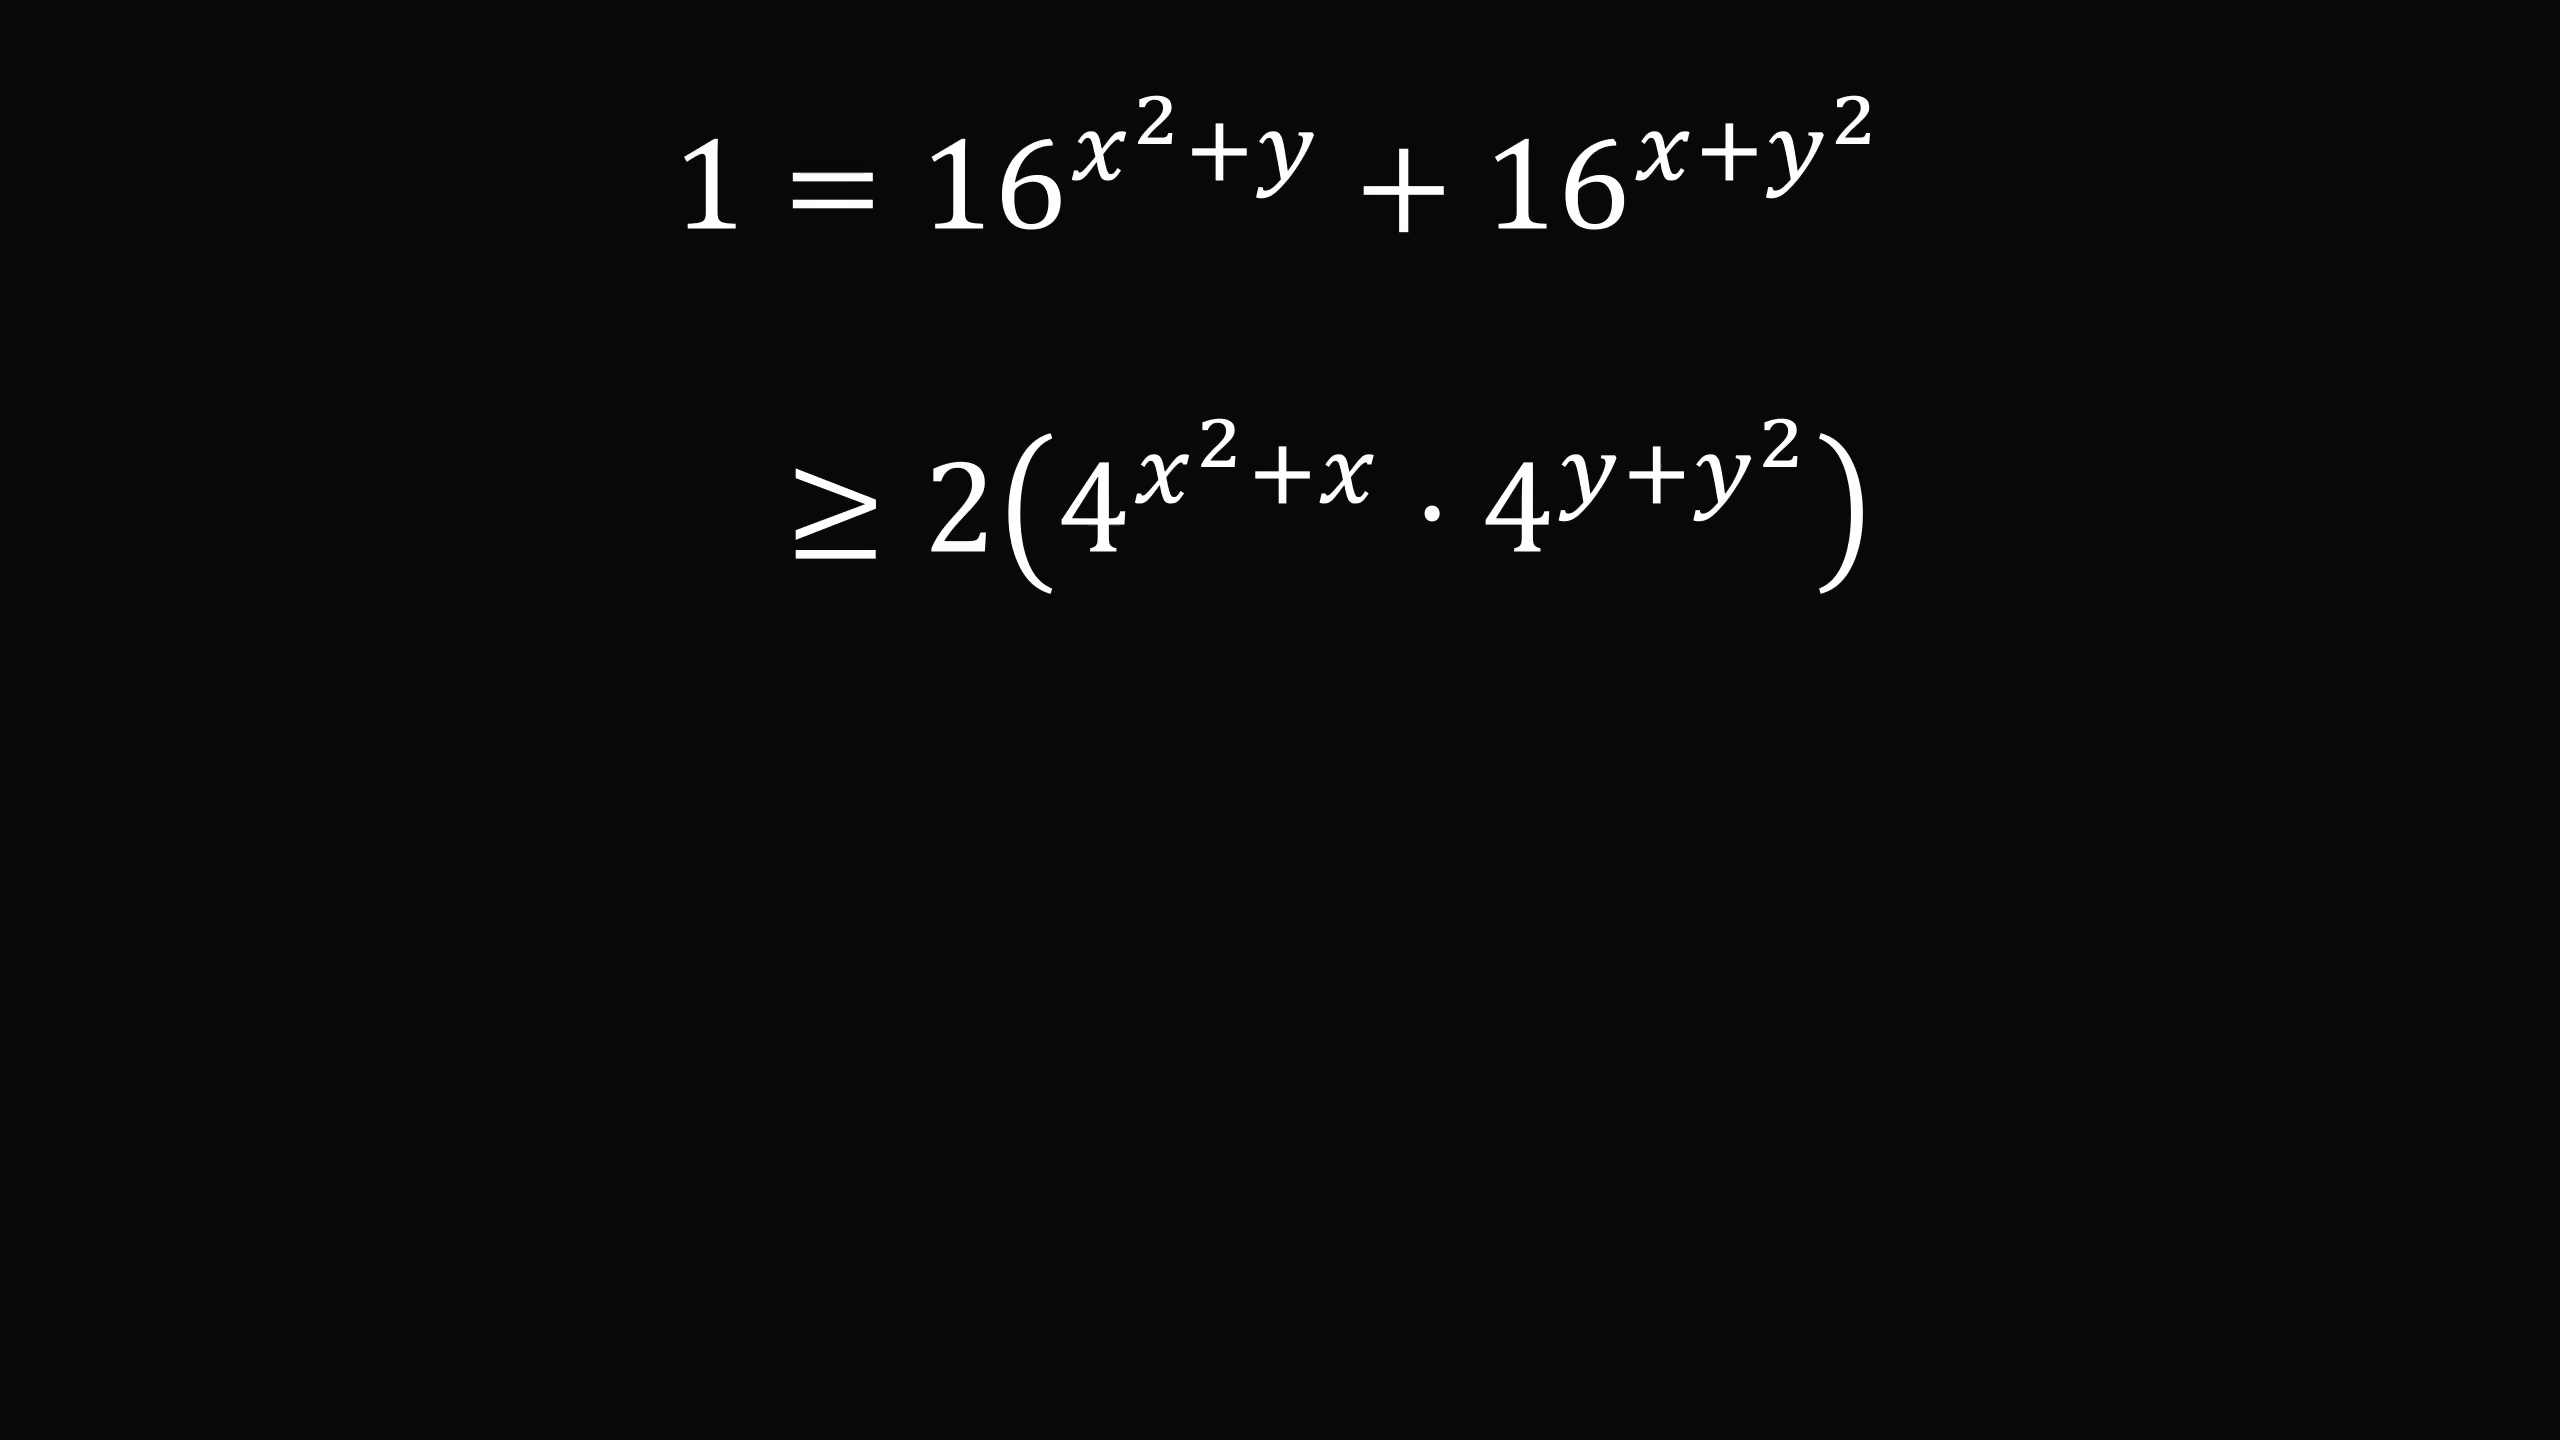 1 = 16^{x^2+y} + 16^{x+y^2}
≥ 2(4^{x^2+x} · 4^{y+y^2})